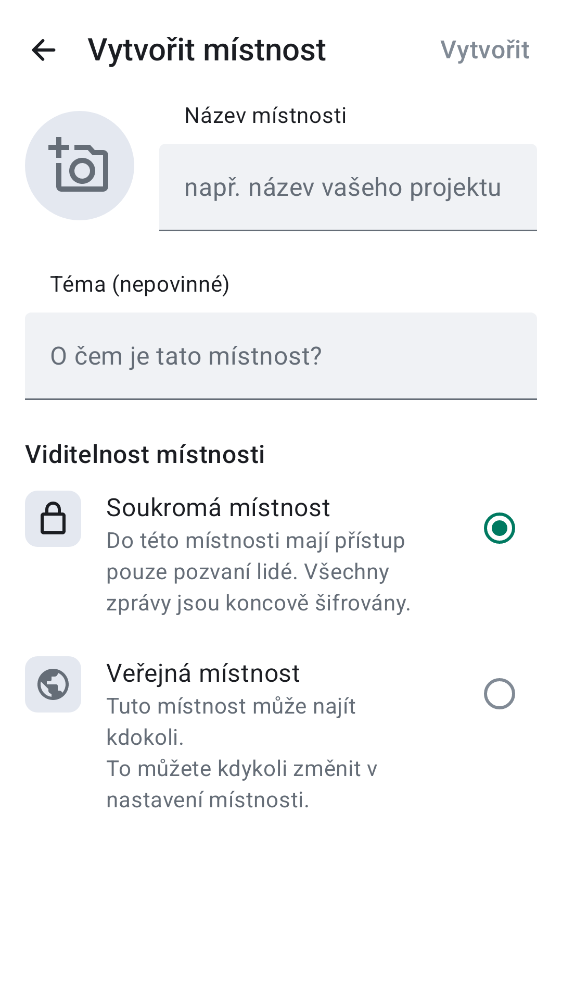 Vytvořit místnost
Vytvořit
Název místnosti
např. název vašeho projektu
Téma (nepovinné)
O čem je tato místnost?
Viditelnost místnosti
Soukromá místnost
Do této místnosti mají přístup
pouze pozvaní lidé. Všechny
zprávy jsou koncově šifrovány.
Veřejná místnost
Tuto místnost může najít
kdokoli.
To můžete kdykoli změnit v
nastavení místnosti.